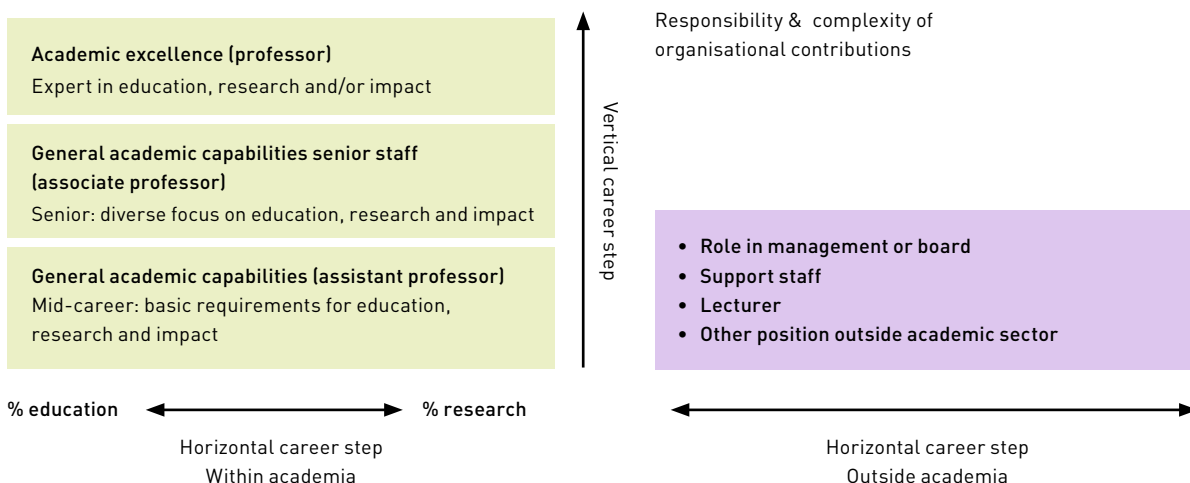 Academic excellence (professor)
Expert in education, research and/or impact
General academic capabilities senior staff
(associate professor)
Senior: diverse focus on education, research and impact
General academic capabilities (assistant professor)
Mid-career: basic requirements for education,
research and impact
% education
% research
Horizontal career step
Within academia
Vertical career step
Responsibility & complexity of
organisational contributions
• Role in management or board
• Support staff
• Lecturer
• Other position outside academic sector
Horizontal career step
Outside academia